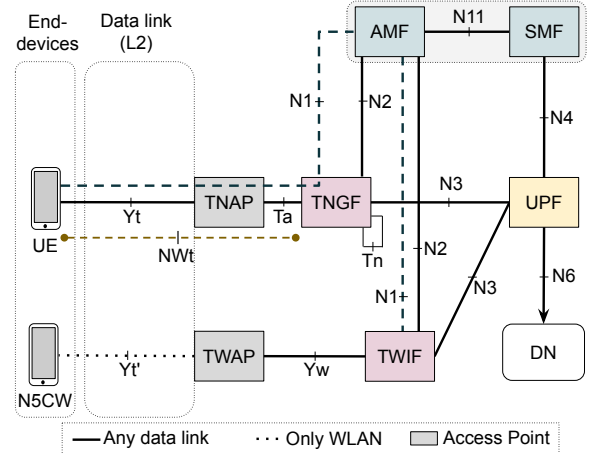 End-
devices
Data link
(L2)
AMF
N11
SMF
N1
N2
N4
TNAP
TNGF
N3
UPF
Yt
Ta
UE
NWt
Tn
N2
N6
N1
N3
TWAP
TWIF
DN
Yt'
Yw
N5CW
Any data link
Only WLAN
Access Point